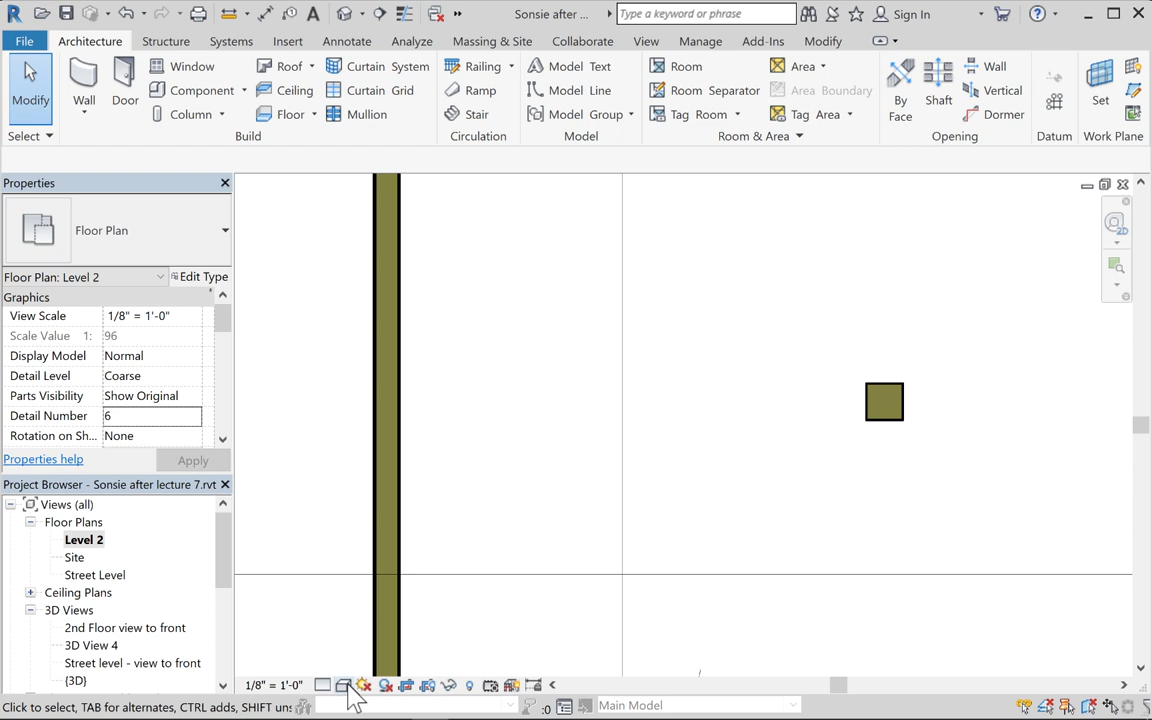 Sonsie after ...
Type a keyword or phrase
Sign In
File
Architecture
Structure
Systems
Insert
Annotate
Analyze
Massing & Site
Collaborate
View
Manage
Add-Ins
Modify
Modify
Wall
Door
Window
Component
Column
Roof
Ceiling
Floor
Curtain System
Curtain Grid
Mullion
Railing
Ramp
Stair
Model Text
Model Line
Model Group
Room
Room Separator
Tag Room
Area
Area Boundary
Tag Area
By Face
Shaft
Wall
Vertical
Dormer
Set
Select
Build
Circulation
Model
Room & Area
Opening
Datum
Work Plane
Properties
Floor Plan
Floor Plan: Level 2
Edit Type
Graphics
View Scale 1/8" = 1'-0"
Scale Value 1: 96
Display Model Normal
Detail Level Coarse
Parts Visibility Show Original
Detail Number 6
Rotation on Sh... None
Properties help
Apply
Project Browser - Sonsie after lecture 7.rvt
Views (all)
Floor Plans
Level 2
Site
Street Level
Ceiling Plans
3D Views
2nd Floor view to front
3D View 4
Street level - view to front
{3D}
2D
1/8" = 1'-0"
Click to select, TAB for alternates, CTRL adds, SHIFT uns
:0
Main Model